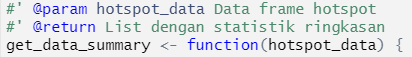 #' @param hotspot_data Data frame hotspot
#' @return List dengan statistik ringkasan
get_data_summary <- function(hotspot_data) {